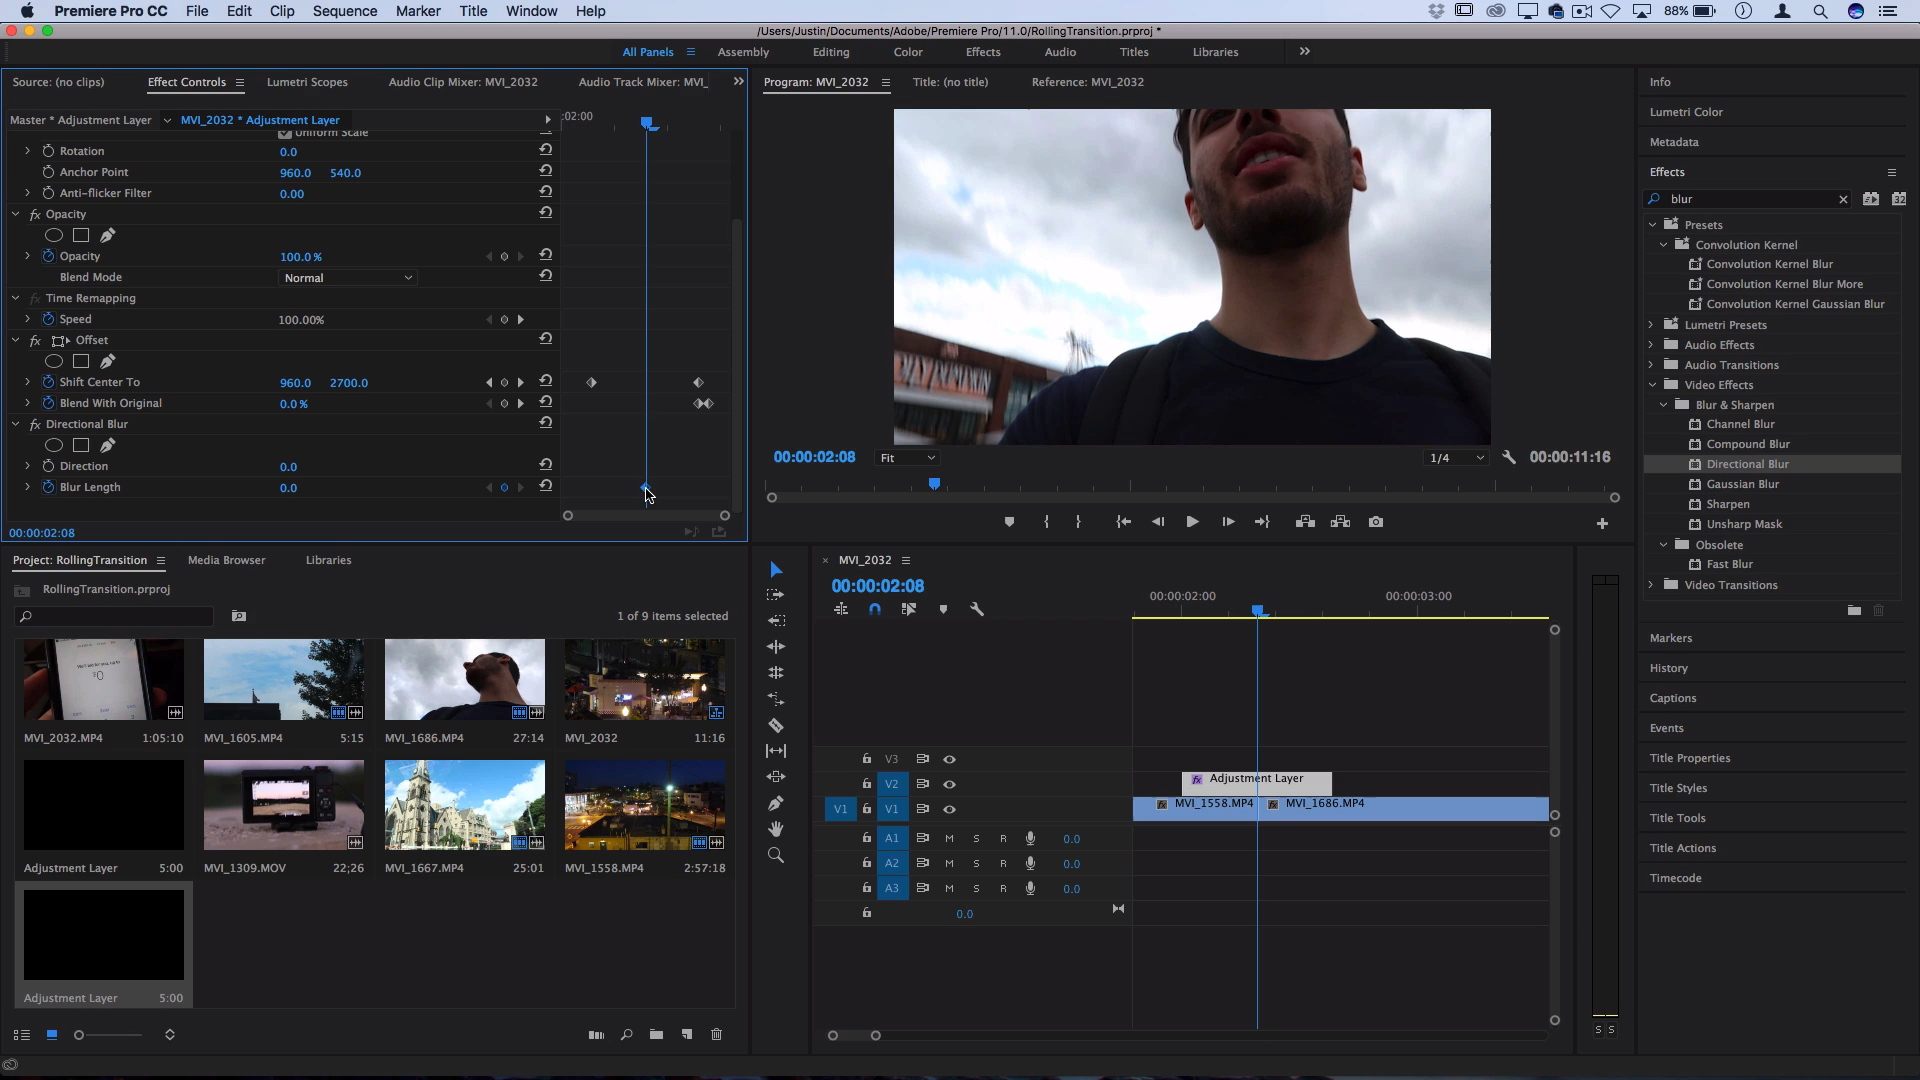 Premiere Pro CC File Edit Clip Sequence Marker Title Window Help 88%
/Users/Justin/Documents/Adobe/Premiere Pro/11.0/RollingTransition.prproj *
All Panels Assembly Editing Color Effects Audio Titles Libraries
Source: (no clips) Effect Controls Lumetri Scopes Audio Clip Mixer: MVI_2032 Audio Track Mixer: MVI_
Master * Adjustment Layer MVI_2032 * Adjustment Layer :02:00
Uniform Scale
Rotation 0.0
Anchor Point 960.0 540.0
Anti-flicker Filter 0.00
fx Opacity
Opacity 100.0 %
Blend Mode Normal
fx Time Remapping
Speed 100.00%
fx Offset
Shift Center To 960.0 2700.0
Blend With Original 0.0 %
fx Directional Blur
Direction 0.0
Blur Length 0.0
00:00:02:08
Program: MVI_2032 Title: (no title) Reference: MVI_2032
00:00:02:08 Fit 1/4 00:00:11:16
Info
Lumetri Color
Metadata
Effects
blur 32
Presets
Convolution Kernel
Convolution Kernel Blur
Convolution Kernel Blur More
Convolution Kernel Gaussian Blur
Lumetri Presets
Audio Effects
Audio Transitions
Video Effects
Blur & Sharpen
Channel Blur
Compound Blur
Directional Blur
Gaussian Blur
Sharpen
Unsharp Mask
Obsolete
Fast Blur
Video Transitions
Markers
History
Captions
Events
Title Properties
Title Styles
Title Tools
Title Actions
Timecode
Project: RollingTransition Media Browser Libraries
RollingTransition.prproj
1 of 9 items selected
MVI_2032.MP4 1:05:10 MVI_1605.MP4 5:15 MVI_1686.MP4 27:14 MVI_2032 11:16
Adjustment Layer 5:00 MVI_1309.MOV 22;26 MVI_1667.MP4 25:01 MVI_1558.MP4 2:57:18
Adjustment Layer 5:00
× MVI_2032
00:00:02:08
00:00:02:00 00:00:03:00
V3
V2 fx Adjustment Layer
V1 V1 fx MVI_1558.MP4 fx MVI_1686.MP4
A1 M S R 0.0
A2 M S R 0.0
A3 M S R 0.0
0.0
S S